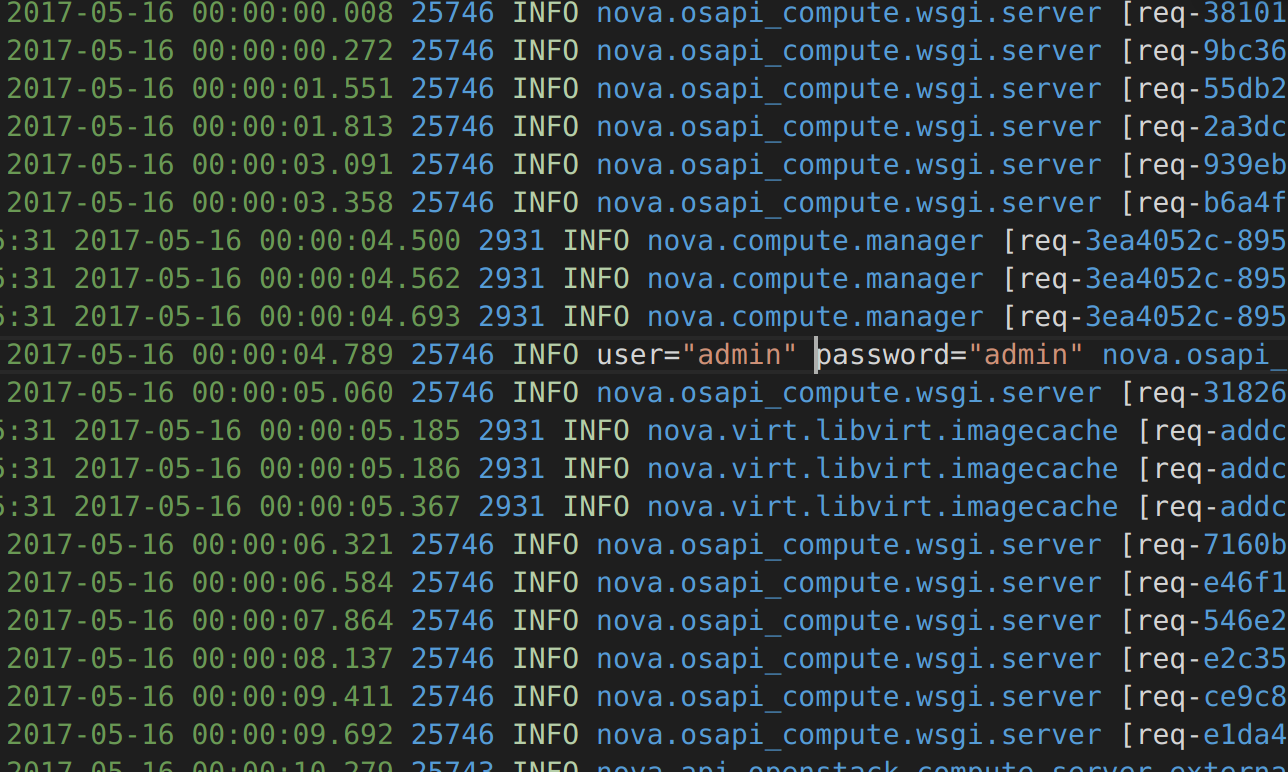 2017-05-16 00:00:00.008 25746 INFO nova.osapi_compute.wsgi.server [req-38101
2017-05-16 00:00:00.272 25746 INFO nova.osapi_compute.wsgi.server [req-9bc36
2017-05-16 00:00:01.551 25746 INFO nova.osapi_compute.wsgi.server [req-55db2
2017-05-16 00:00:01.813 25746 INFO nova.osapi_compute.wsgi.server [req-2a3dc
2017-05-16 00:00:03.091 25746 INFO nova.osapi_compute.wsgi.server [req-939eb
2017-05-16 00:00:03.358 25746 INFO nova.osapi_compute.wsgi.server [req-b6a4f
5:31 2017-05-16 00:00:04.500 2931 INFO nova.compute.manager [req-3ea4052c-895
5:31 2017-05-16 00:00:04.562 2931 INFO nova.compute.manager [req-3ea4052c-895
5:31 2017-05-16 00:00:04.693 2931 INFO nova.compute.manager [req-3ea4052c-895
2017-05-16 00:00:04.789 25746 INFO user="admin" password="admin" nova.osapi_
2017-05-16 00:00:05.060 25746 INFO nova.osapi_compute.wsgi.server [req-31826
5:31 2017-05-16 00:00:05.185 2931 INFO nova.virt.libvirt.imagecache [req-addc
5:31 2017-05-16 00:00:05.186 2931 INFO nova.virt.libvirt.imagecache [req-addc
5:31 2017-05-16 00:00:05.367 2931 INFO nova.virt.libvirt.imagecache [req-addc
2017-05-16 00:00:06.321 25746 INFO nova.osapi_compute.wsgi.server [req-7160b
2017-05-16 00:00:06.584 25746 INFO nova.osapi_compute.wsgi.server [req-e46f1
2017-05-16 00:00:07.864 25746 INFO nova.osapi_compute.wsgi.server [req-546e2
2017-05-16 00:00:08.137 25746 INFO nova.osapi_compute.wsgi.server [req-e2c35
2017-05-16 00:00:09.411 25746 INFO nova.osapi_compute.wsgi.server [req-ce9c8
2017-05-16 00:00:09.692 25746 INFO nova.osapi_compute.wsgi.server [req-e1da4
2017-05-16 00:00:10.279 25743 INFO nova.api.openstack.compute.server_externa